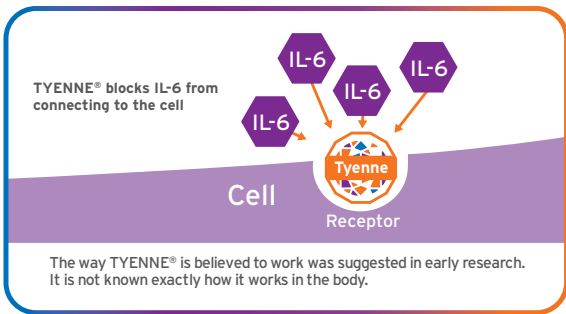 IL-6
IL-6
IL-6
TYENNE® blocks IL-6 from
connecting to the cell
IL-6
Tyenne
Cell
Receptor
The way TYENNE® is believed to work was suggested in early research.
It is not known exactly how it works in the body.